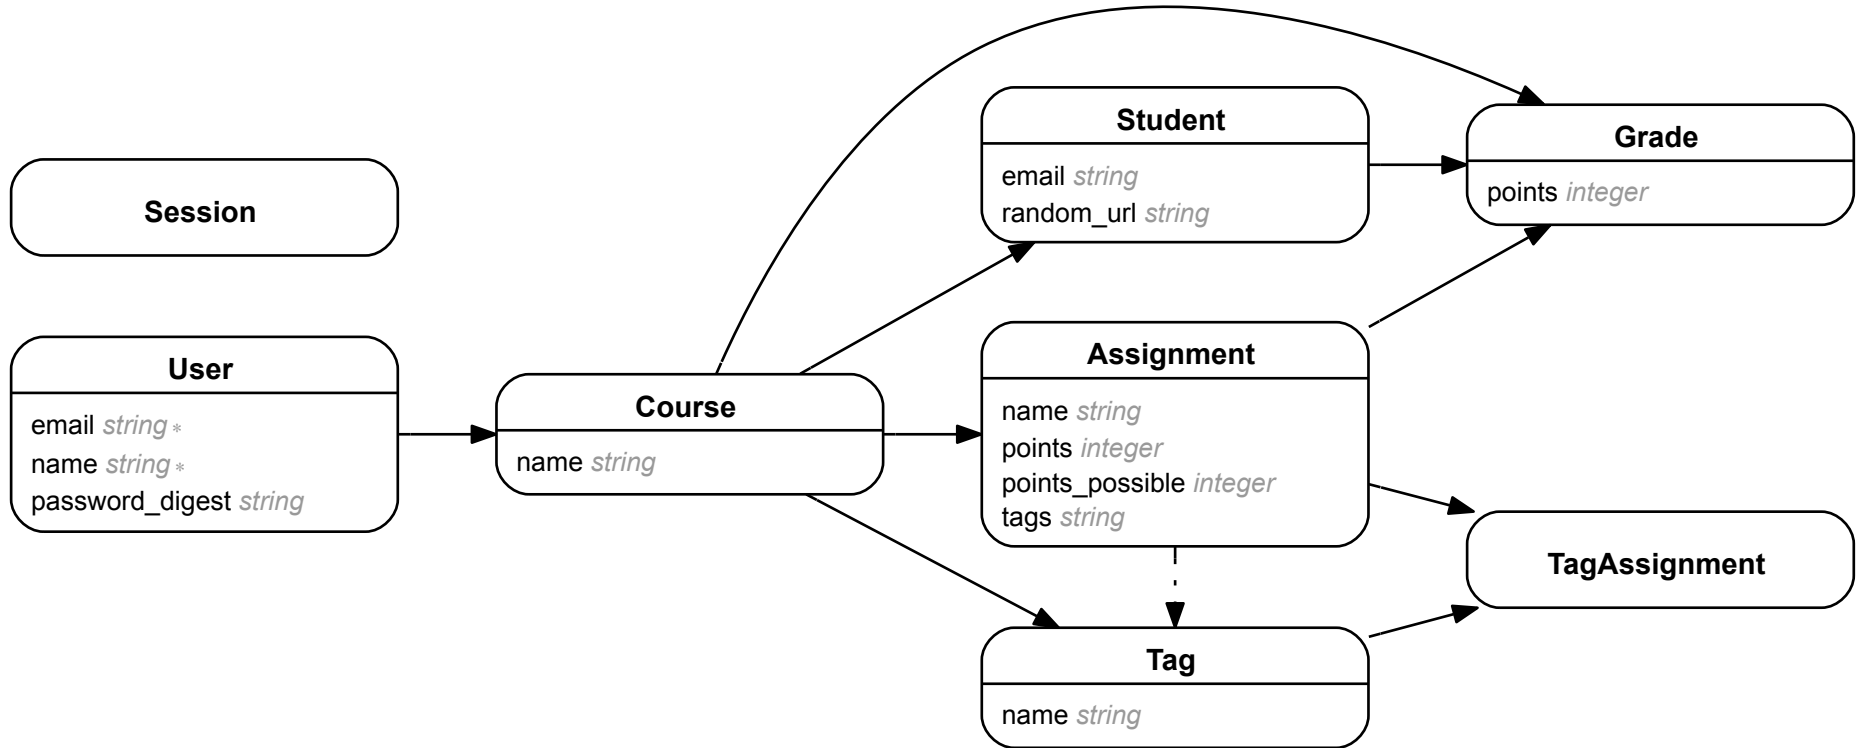 Session
User
email string *
name string *
password_digest string
Course
name string
Student
email string
random_url string
Assignment
name string
points integer
points_possible integer
tags string
Tag
name string
Grade
points integer
TagAssignment